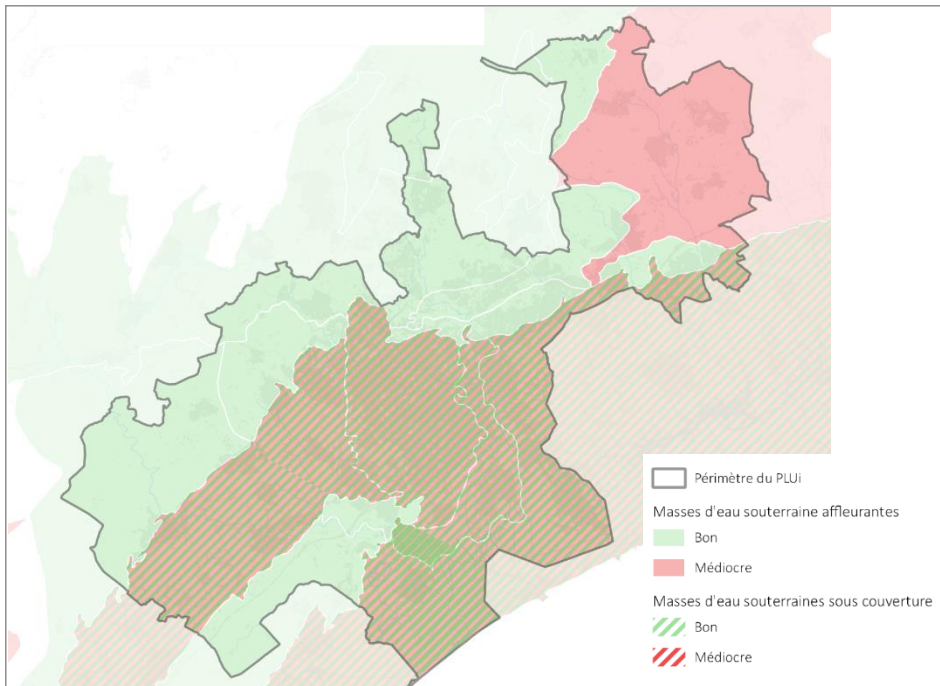 Périmètre du PLUi
Masses d'eau souterraine affleurantes
Bon
Médiocre
Masses d'eau souterraines sous couverture
Bon
Médiocre